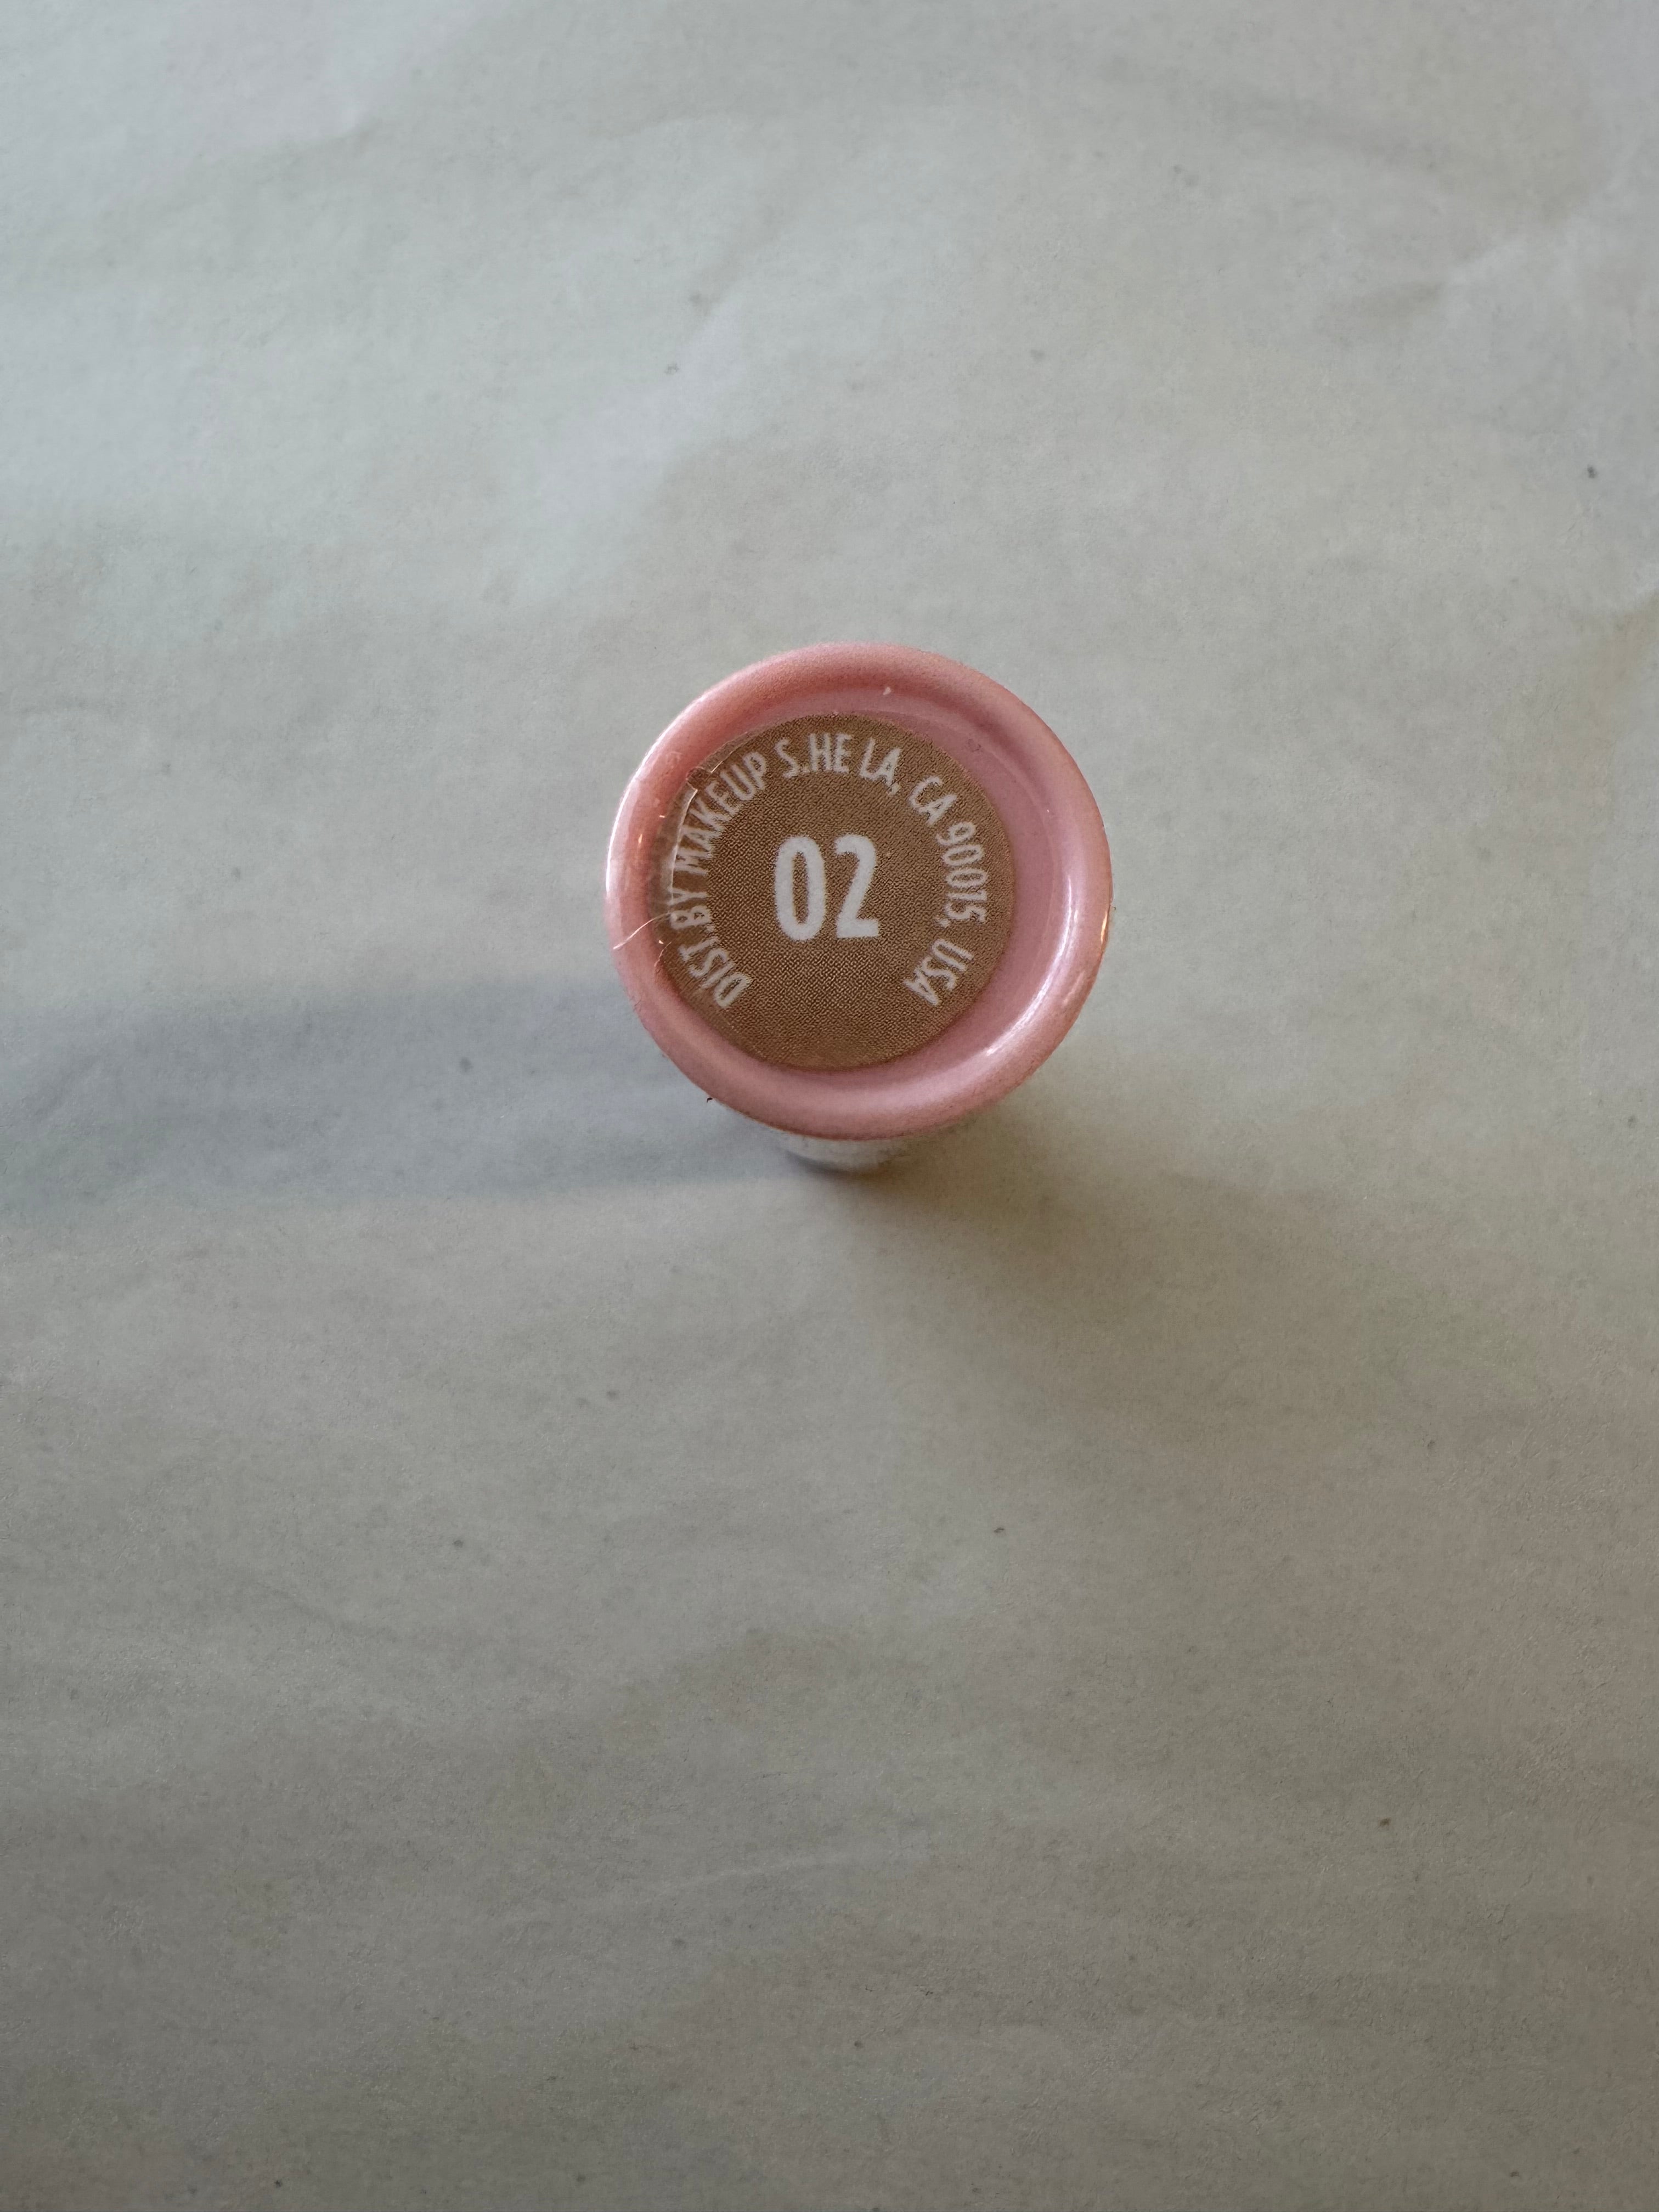 DIST.BY MAKEUP S.HE LA, CA 90015, USA
02